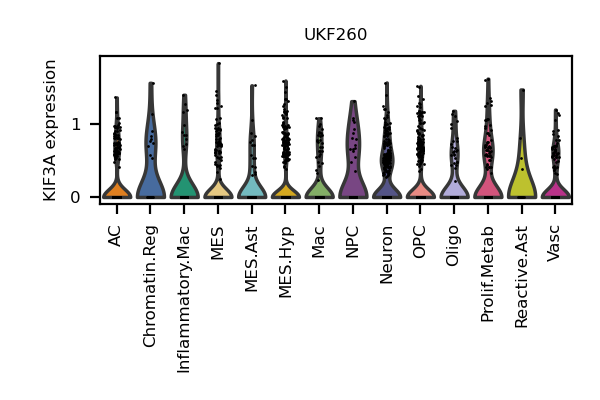 UKF260
KIF3A expression
1
0
AC
Chromatin.Reg
Inflammatory.Mac
MES
MES.Ast
MES.Hyp
Mac
NPC
Neuron
OPC
Oligo
Prolif.Metab
Reactive.Ast
Vasc